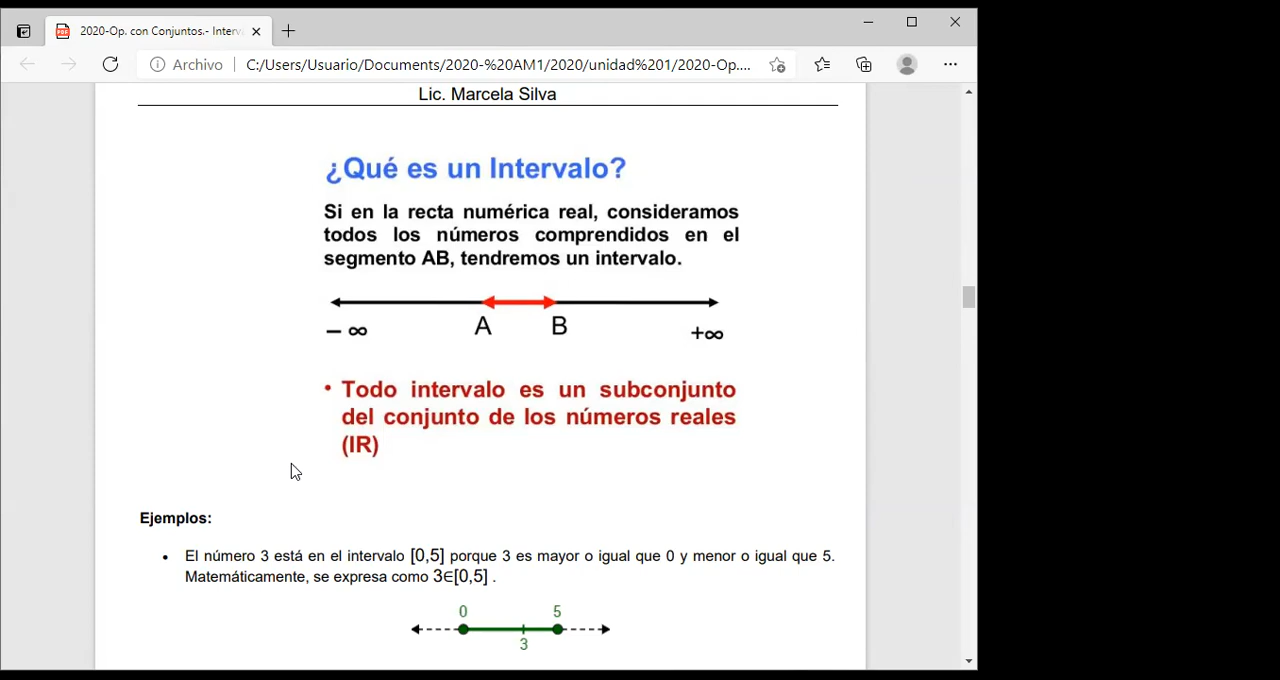 2020-Op. con Conjuntos.- Interv
Archivo
C:/Users/Usuario/Documents/2020-%20AM1/2020/unidad%201/2020-Op....
Lic. Marcela Silva
¿Qué es un Intervalo?
Si en la recta numérica real, consideramos
todos los números comprendidos en el
segmento AB, tendremos un intervalo.
A B
– ∞ +∞
• Todo intervalo es un subconjunto
del conjunto de los números reales
(IR)
Ejemplos:
• El número 3 está en el intervalo [0,5] porque 3 es mayor o igual que 0 y menor o igual que 5.
Matemáticamente, se expresa como 3∈[0,5] .
0 5
3